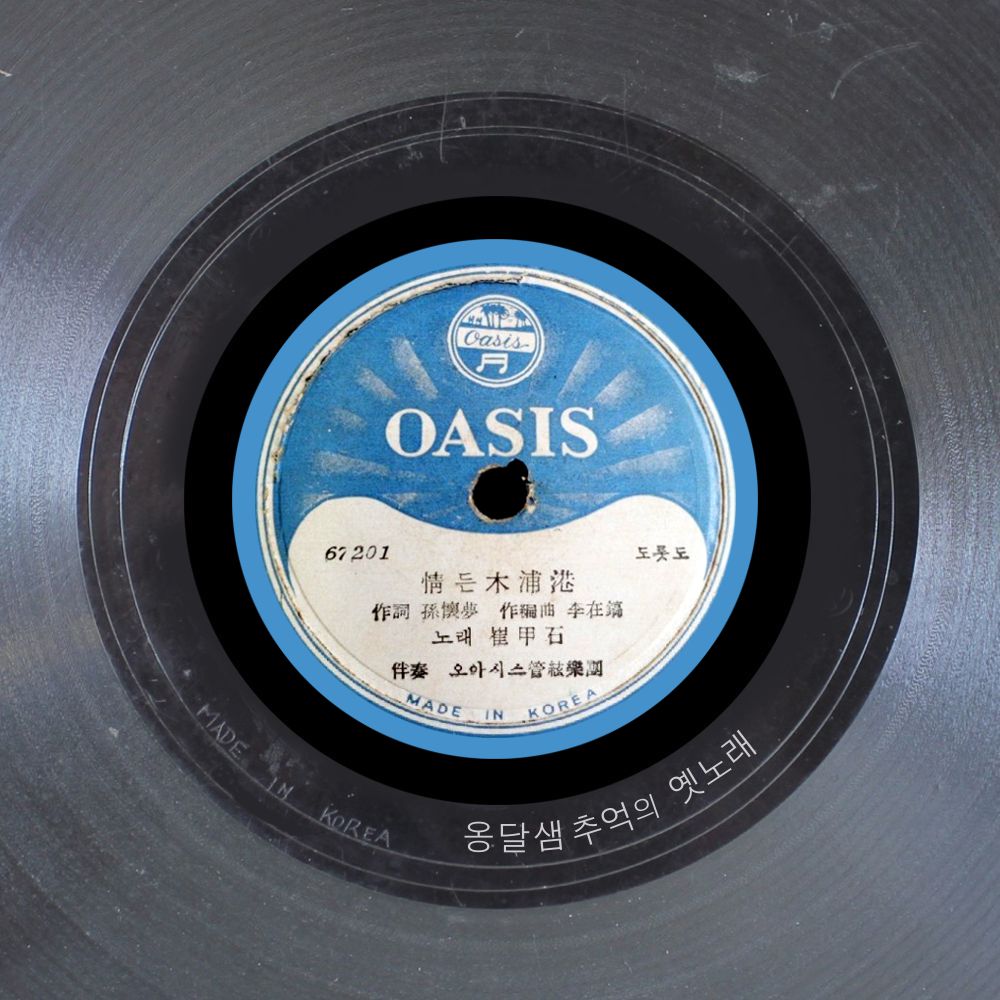 Oasis
OASIS
67201
도롯도
情든木浦港
作詞 孫懷夢 作編曲 李在鎬
노래 崔甲石
伴奏 오아시스管絃樂團
MADE IN KOREA
MADE IN KOREA
옹달샘 추억의 옛노래